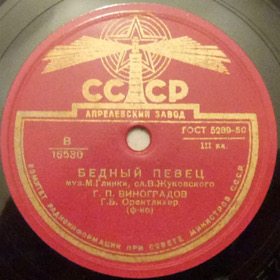 СССР
АПРЕЛЕВСКИЙ ЗАВОД
ГОСТ 5289-50
В
16580
III кл.
БЕДНЫЙ ПЕВЕЦ
муз. М. Глинки, сл. В. Жуковского
Г. П. ВИНОГРАДОВ
Г. Б. Орентлихер
(ф-но)
КОМИТЕТ РАДИОИНФОРМАЦИИ ПРИ СОВЕТЕ МИНИСТРОВ СССР